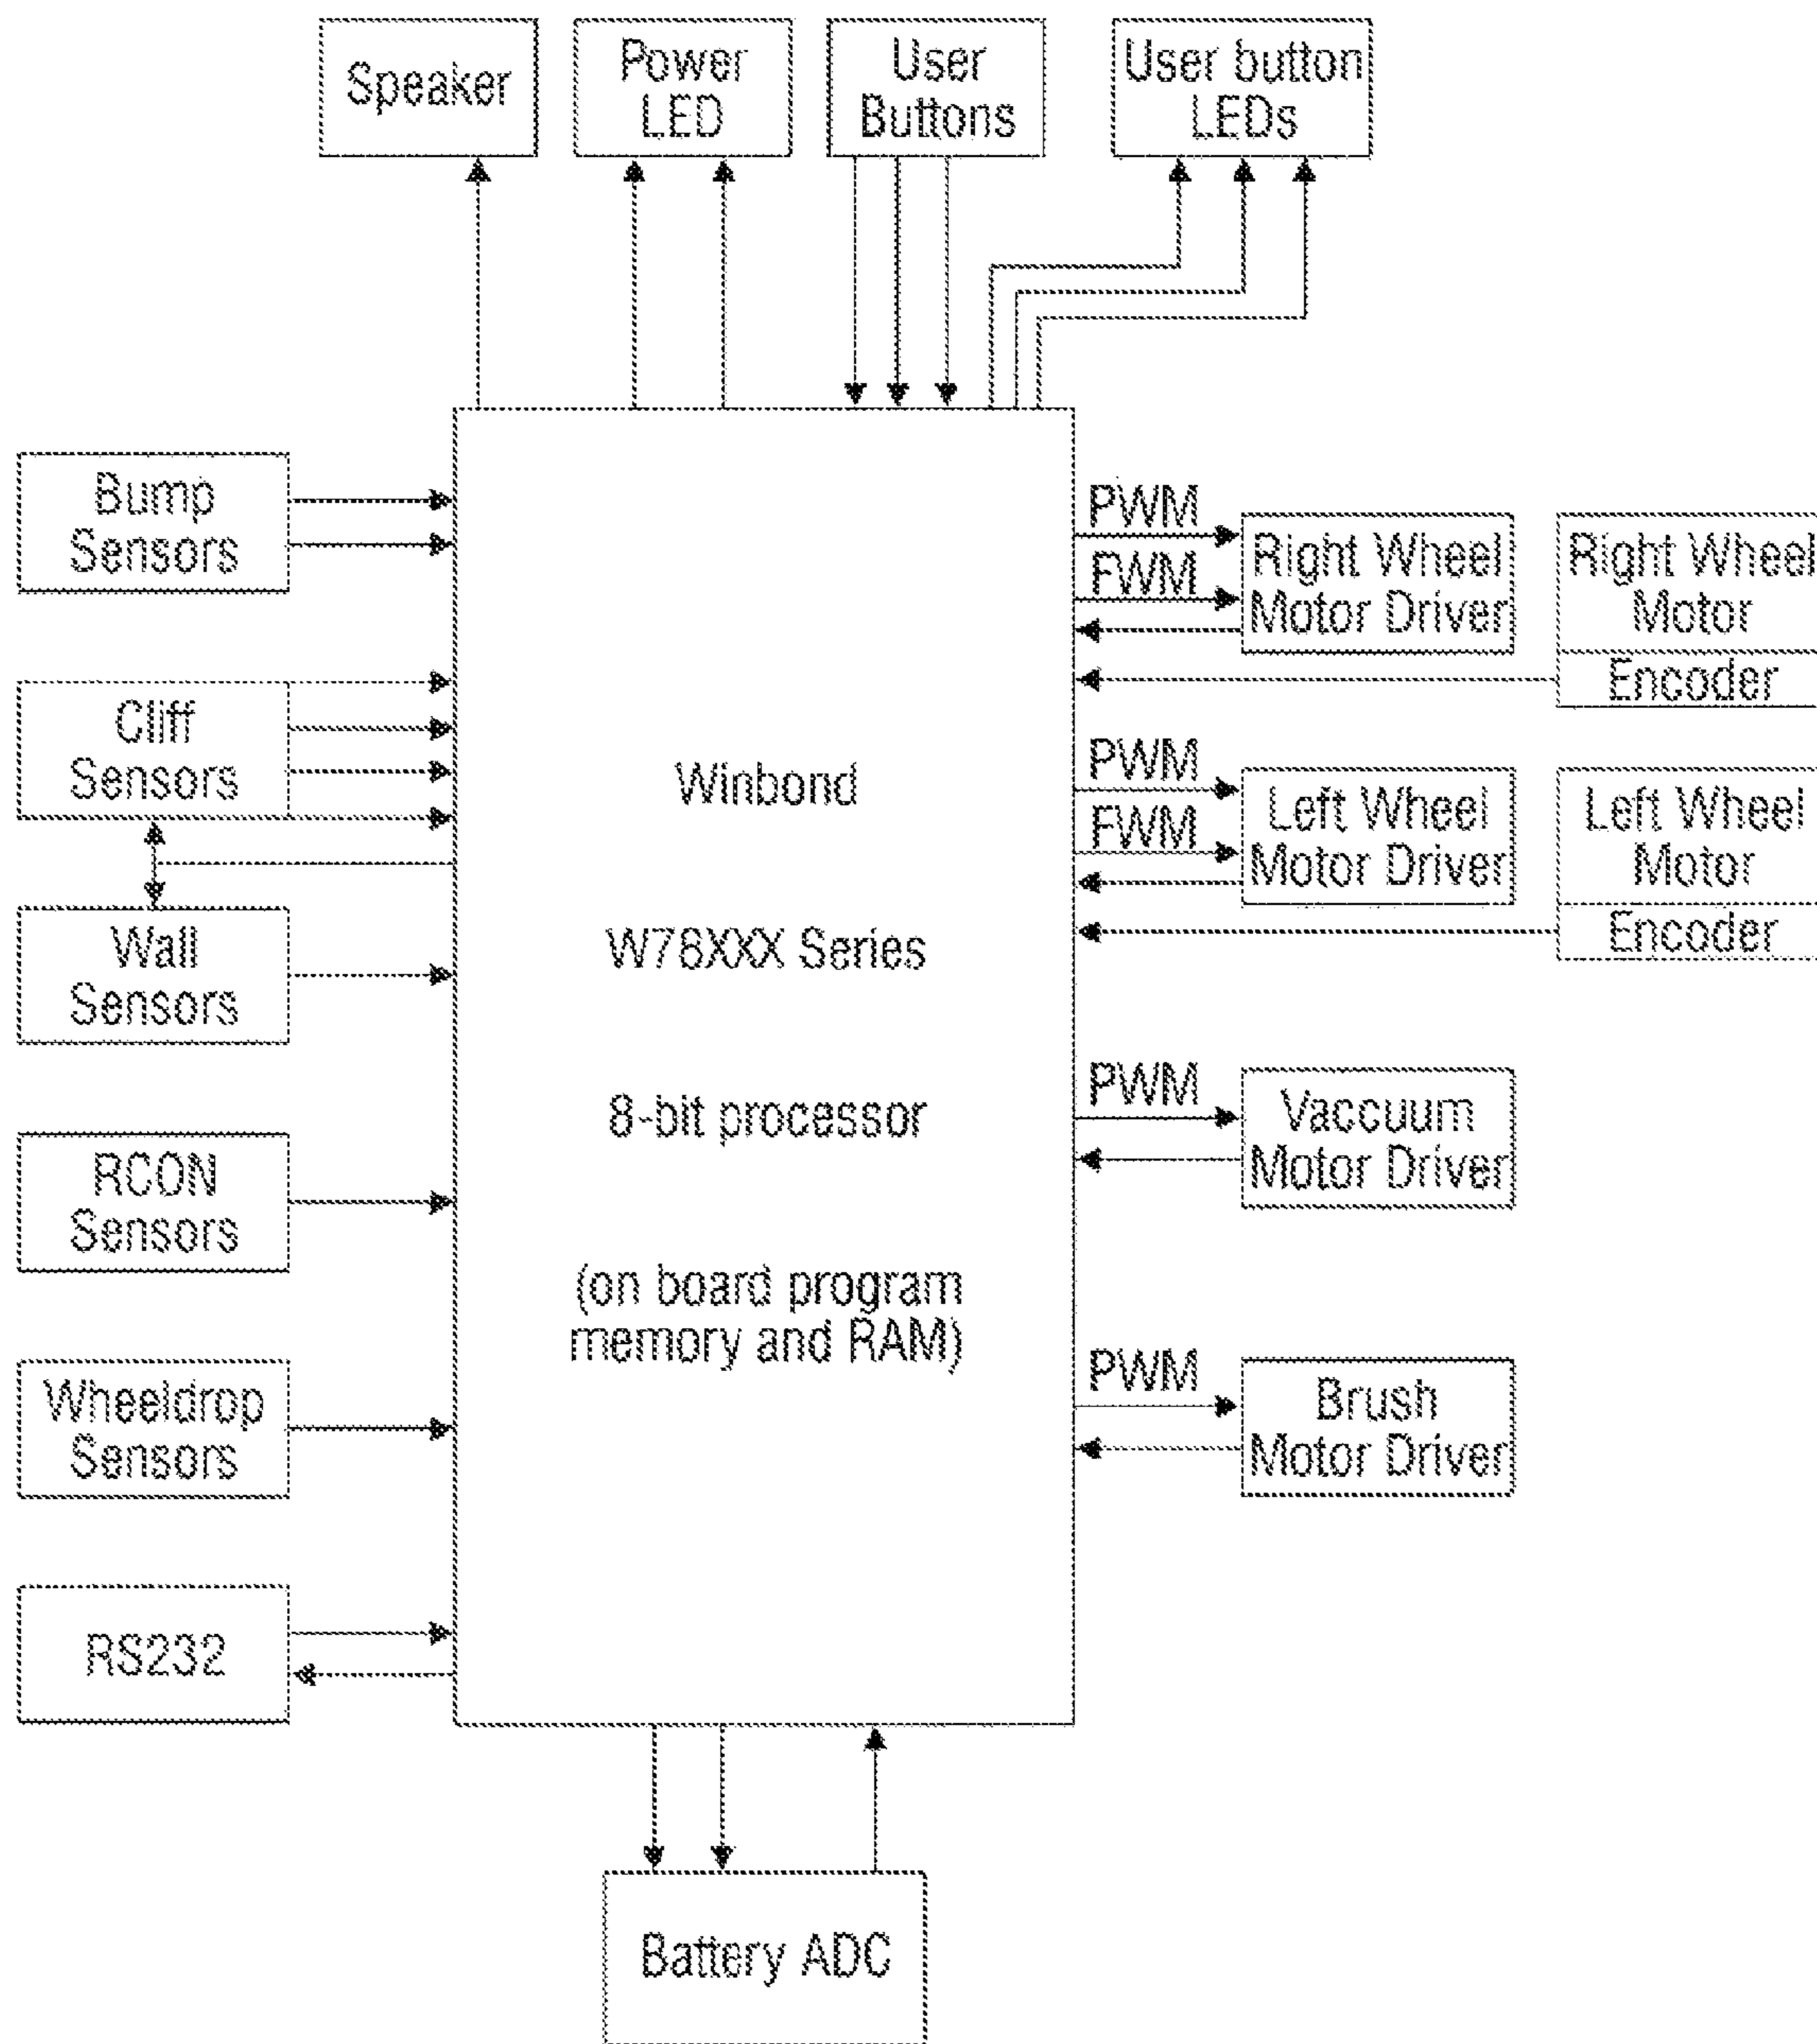 Speaker
Power
LED
User
Buttons
User button
LEDs
Bump
Sensors
Cliff
Sensors
Wall
Sensors
RCON
Sensors
Wheeldrop
Sensors
RS232
Winbond
W78XXX Series
8-bit processor
(on board program
memory and RAM)
PWM
FWM
Right Wheel
Motor Driver
Right Wheel
Motor
Encoder
PWM
FWM
Left Wheel
Motor Driver
Left Wheel
Motor
Encoder
PWM
Vaccuum
Motor Driver
PWM
Brush
Motor Driver
Battery ADC